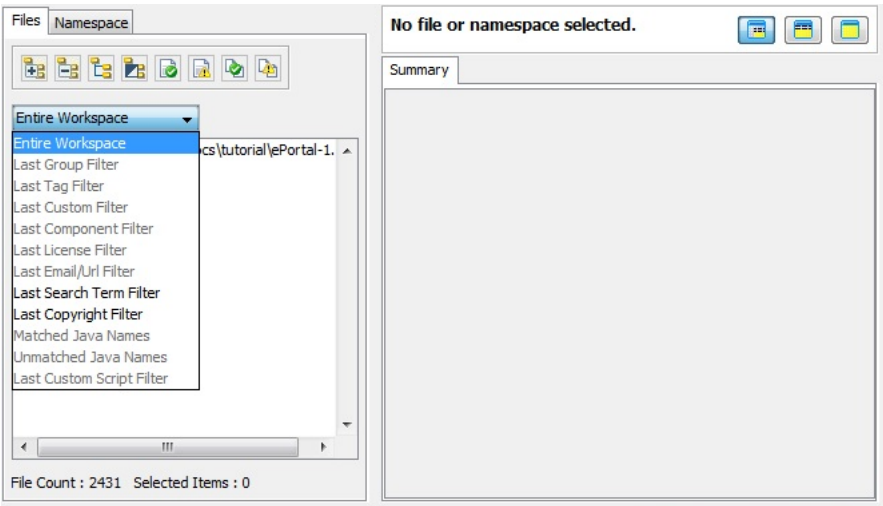 Files Namespace
No file or namespace selected.
Summary
Entire Workspace
Entire Workspace
ocs\tutorial\ePortal-1.
Last Group Filter
Last Tag Filter
Last Custom Filter
Last Component Filter
Last License Filter
Last Email/Url Filter
Last Search Term Filter
Last Copyright Filter
Matched Java Names
Unmatched Java Names
Last Custom Script Filter
File Count : 2431 Selected Items : 0